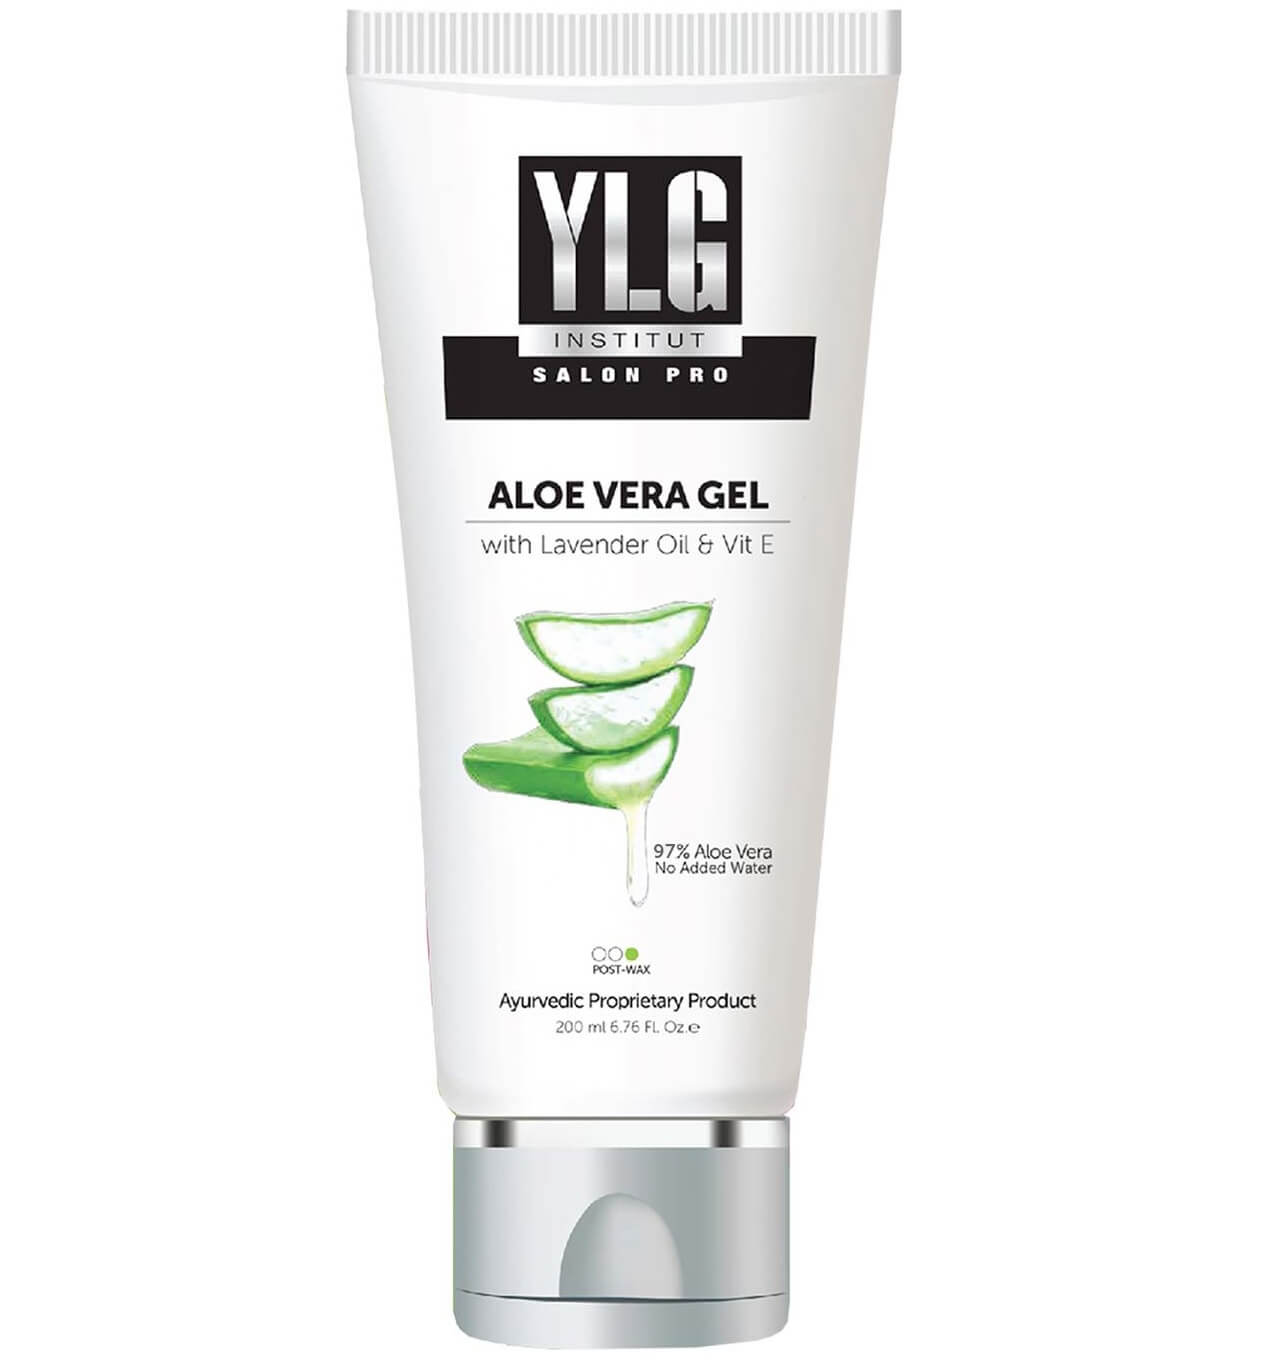 YLG
INSTITUT
SALON PRO
ALOE VERA GEL
with Lavender Oil & Vit E
97% Aloe Vera
No Added Water
POST-WAX
Ayurvedic Proprietary Product
200 ml 6.76 Fl. Oz.e